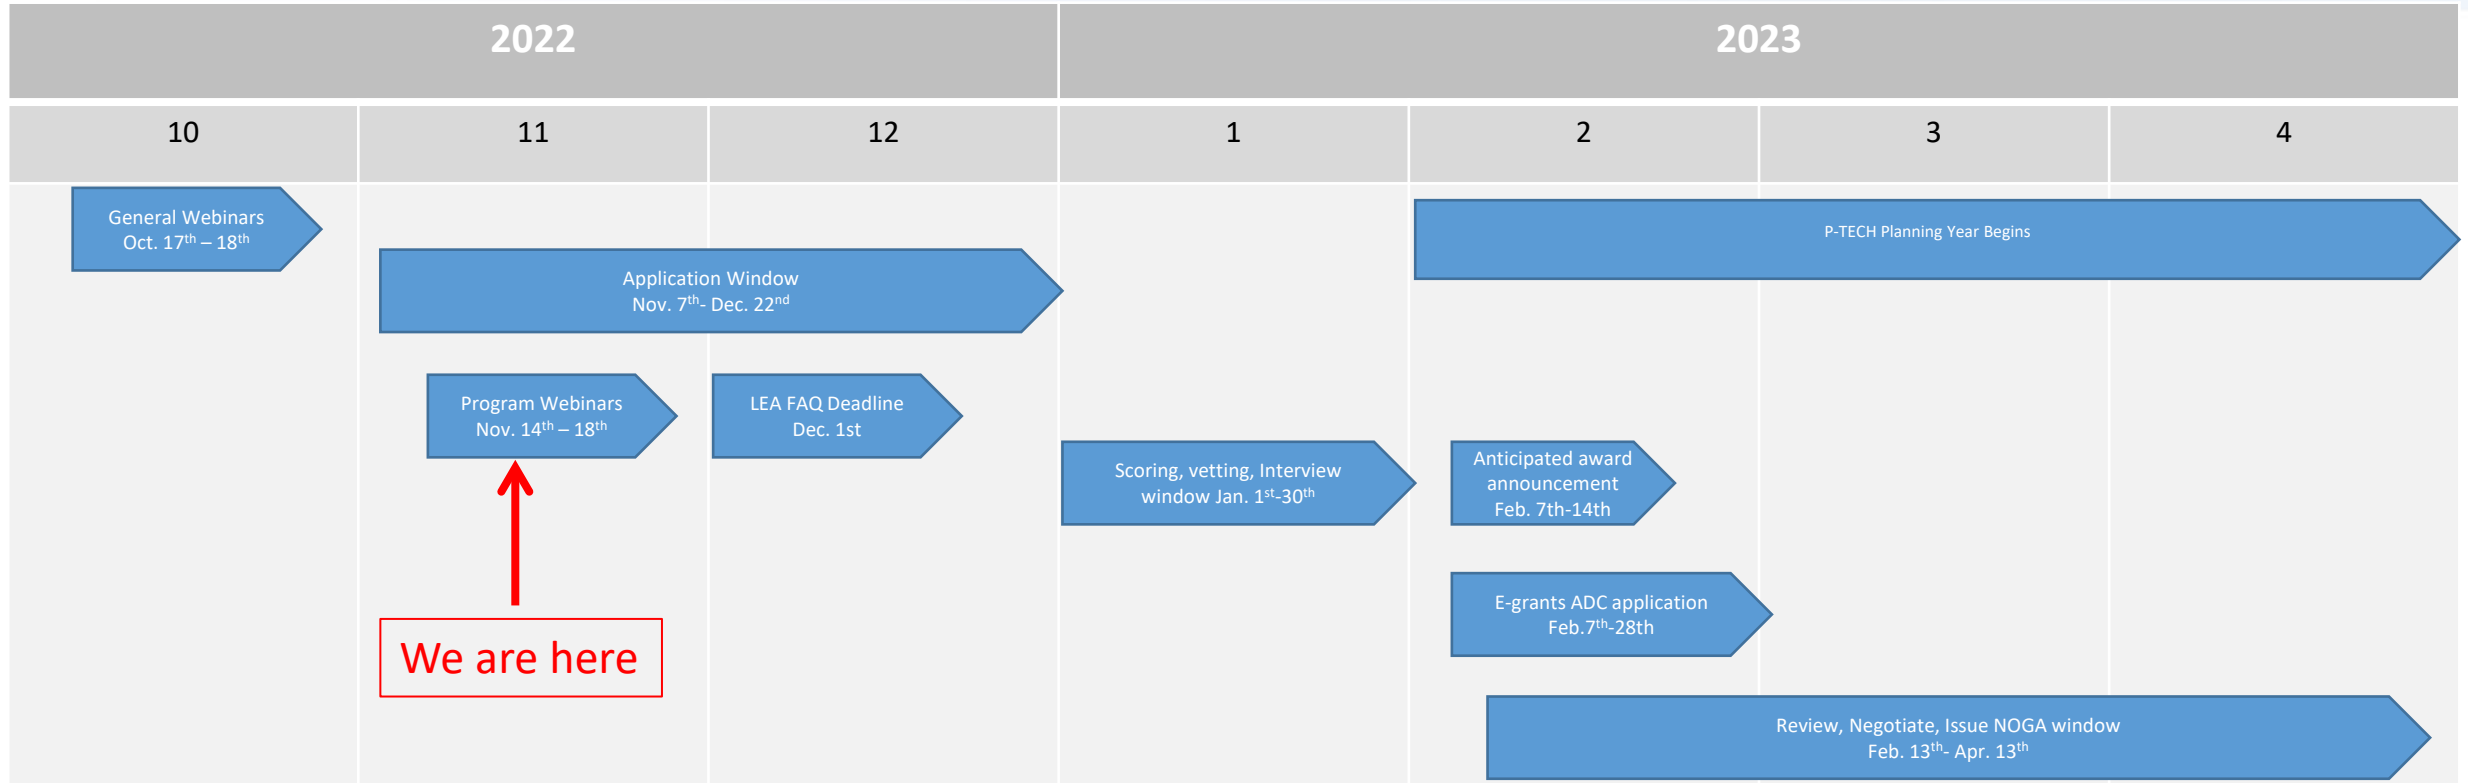 2022
2023
10
11
12
1
2
3
4
General Webinars
Oct. 17th – 18th
P-TECH Planning Year Begins
Application Window
Nov. 7th- Dec. 22nd
Program Webinars
Nov. 14th – 18th
LEA FAQ Deadline
Dec. 1st
Scoring, vetting, Interview
window Jan. 1st-30th
Anticipated award
announcement
Feb. 7th-14th
E-grants ADC application
Feb.7th-28th
We are here
Review, Negotiate, Issue NOGA window
Feb. 13th- Apr. 13th